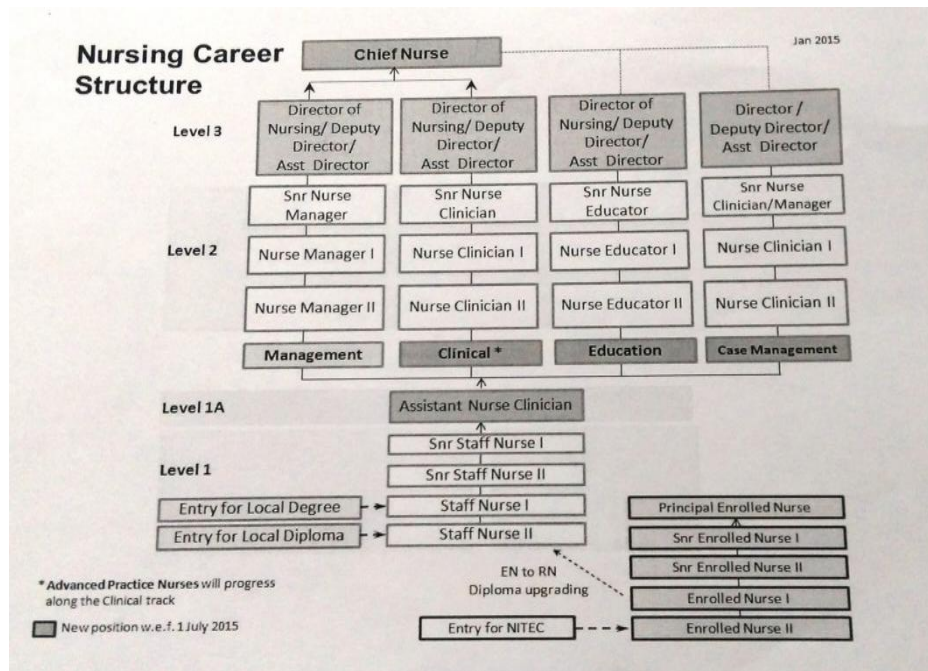 Nursing Career
Structure
Jan 2015
Chief Nurse
Level 3
Director of
Nursing/ Deputy
Director/
Asst Director
Director of
Nursing/ Deputy
Director/
Asst Director
Director of
Nursing/ Deputy
Director/
Asst Director
Director /
Deputy Director/
Asst Director
Snr Nurse
Manager
Snr Nurse
Clinician
Snr Nurse
Educator
Snr Nurse
Clinician/Manager
Level 2
Nurse Manager I
Nurse Clinician I
Nurse Educator I
Nurse Clinician I
Nurse Manager II
Nurse Clinician II
Nurse Educator II
Nurse Clinician II
Management
Clinical *
Education
Case Management
Level 1A
Assistant Nurse Clinician
Snr Staff Nurse I
Level 1
Snr Staff Nurse II
Entry for Local Degree
Staff Nurse I
Entry for Local Diploma
Staff Nurse II
Principal Enrolled Nurse
Snr Enrolled Nurse I
Snr Enrolled Nurse II
Enrolled Nurse I
Enrolled Nurse II
EN to RN
Diploma upgrading
Entry for NITEC
* Advanced Practice Nurses will progress
along the Clinical track
New position w.e.f. 1 July 2015